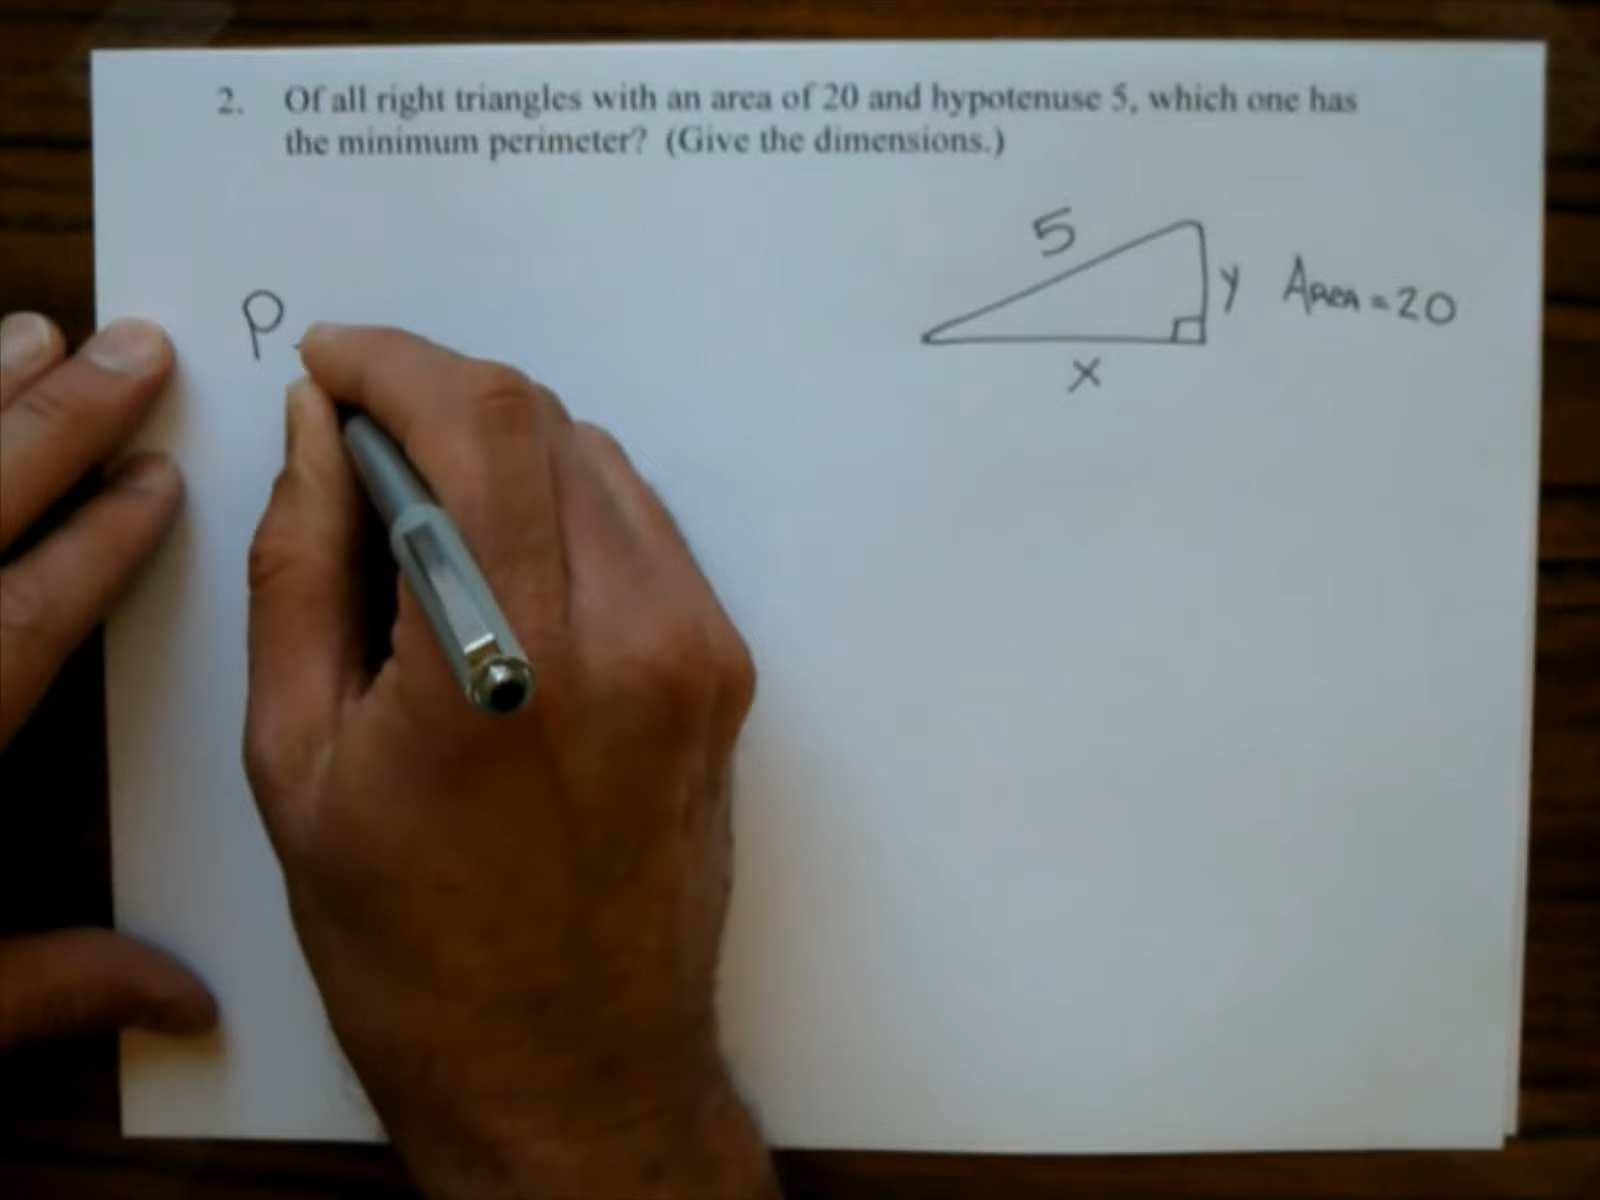 2. Of all right triangles with an area of 20 and hypotenuse 5, which one has
the minimum perimeter? (Give the dimensions.)
5
y Area = 20
x
P